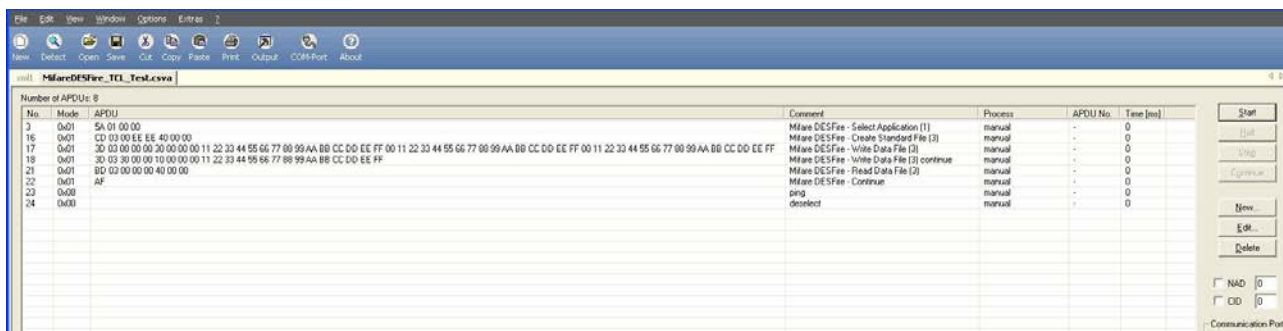 File Edit View Window Options Extras ?
New Detect Open Save Cut Copy Paste Print Output COM-Port About
xml1 MifareDESFire_TCL_Test.csva
Number of APDUs: 8
No. Mode APDU Comment Process APDU No. Time [ms]
3 0x01 5A 01 00 00 Mifare DESFire - Select Application (1) manual - 0
16 0x01 CD 03 00 EE EE 40 00 00 Mifare DESFire - Create Standard File (3) manual - 0
17 0x01 3D 03 00 00 00 30 00 00 00 11 22 33 44 55 66 77 88 99 AA BB CC DD EE FF 00 11 22 33 44 55 66 77 88 99 AA BB CC DD EE FF 00 11 22 33 44 55 66 77 88 99 AA BB CC DD EE FF Mifare DESFire - Write Data File (3) manual - 0
18 0x01 3D 03 30 00 00 10 00 00 00 11 22 33 44 55 66 77 88 99 AA BB CC DD EE FF Mifare DESFire - Write Data File (3) continue manual - 0
21 0x01 BD 03 00 00 00 40 00 00 Mifare DESFire - Read Data File (3) manual - 0
22 0x01 AF Mifare DESFire - Continue manual - 0
23 0x08 ping manual - 0
24 0x00 deselect manual - 0
Start
Halt
Step
Continue
New...
Edit...
Delete
NAD 0
CID 0
Communication Port